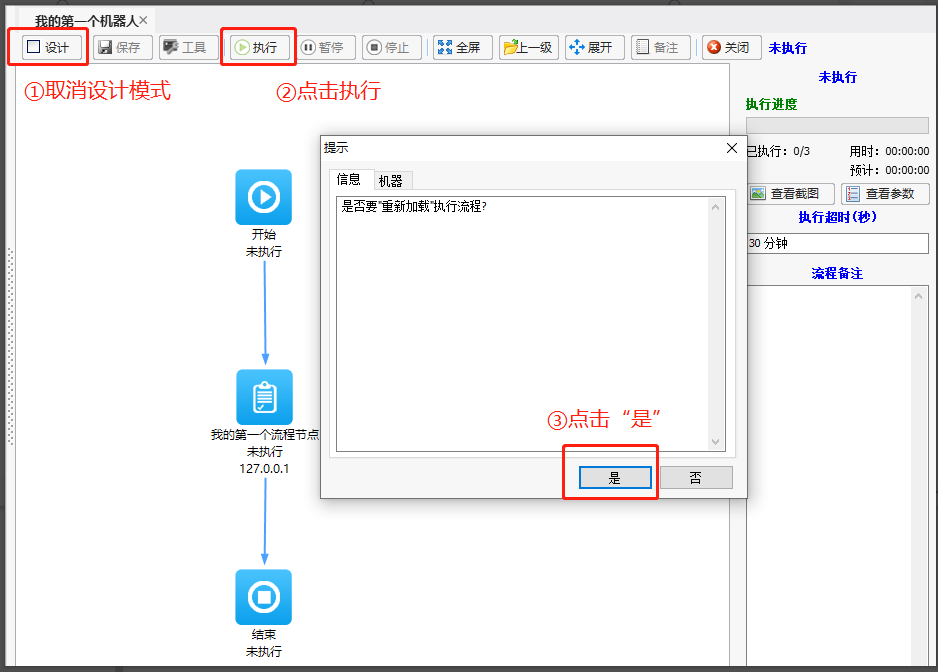 我的第一个机器人×
设计 保存 工具 执行 暂停 停止 全屏 上一级 展开 备注 关闭 未执行
①取消设计模式
②点击执行
未执行
执行进度
已执行：0/3 用时：00:00:00
预计：00:00:00
查看截图 查看参数
执行超时(秒)
30 分钟
流程备注
开始
未执行
我的第一个流程节点
未执行
127.0.0.1
结束
未执行
提示
信息 机器
是否要"重新加载"执行流程?
③点击“是”
是 否